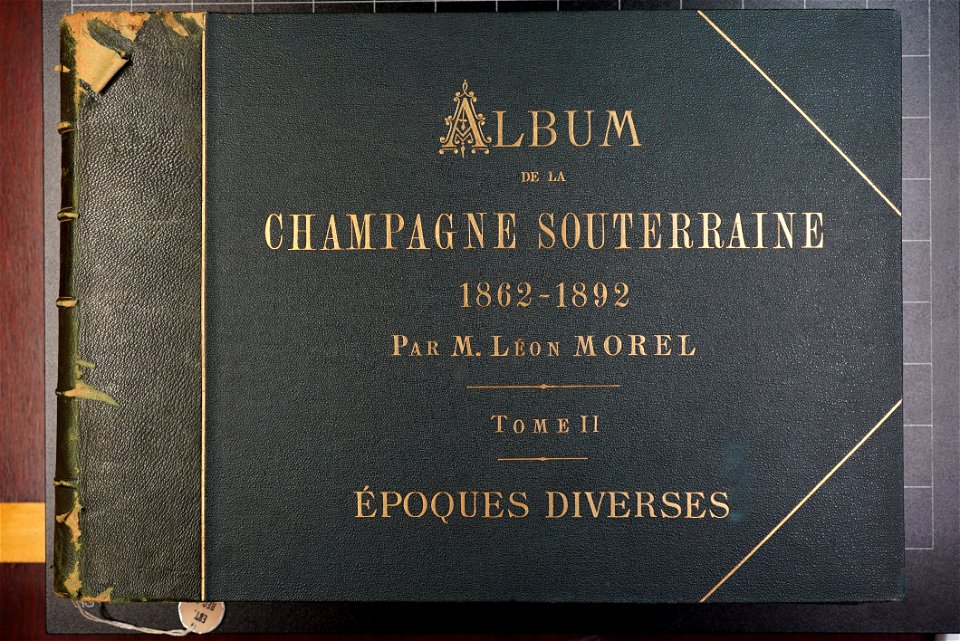 ALBUM
DE LA
CHAMPAGNE SOUTERRAINE
1862-1892
PAR M. LÉON MOREL
TOME II
ÉPOQUES DIVERSES